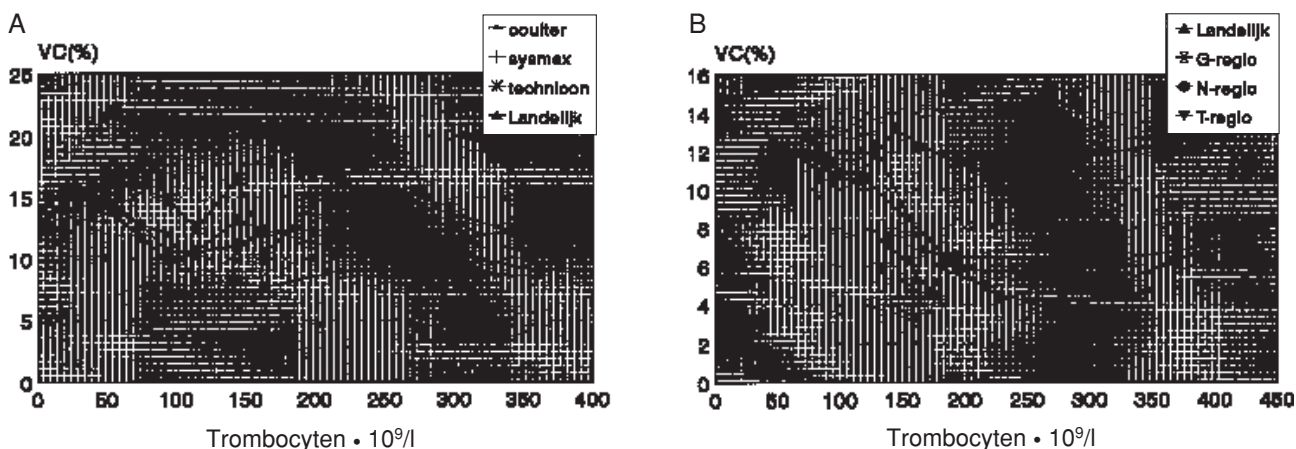 A
VC(%)
coulter
sysmex
technicon
Landelijk
25
20
15
10
5
0
0 50 100 150 200 250 300 350 400
Trombocyten • 10⁹/l
B
VC(%)
Landelijk
G-regio
N-regio
T-regio
16
14
12
10
8
6
4
2
0
0 50 100 150 200 250 300 350 400 450
Trombocyten • 10⁹/l